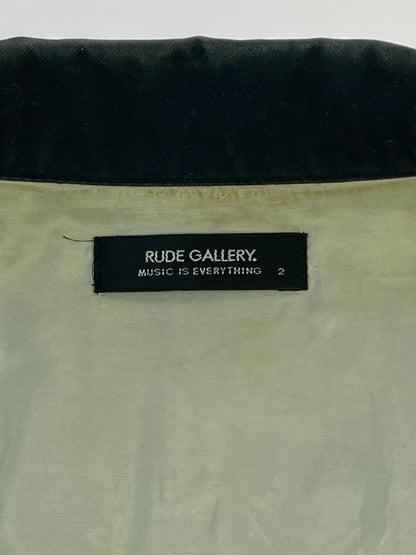 RUDE GALLERY.
MUSIC IS EVERYTHING 2